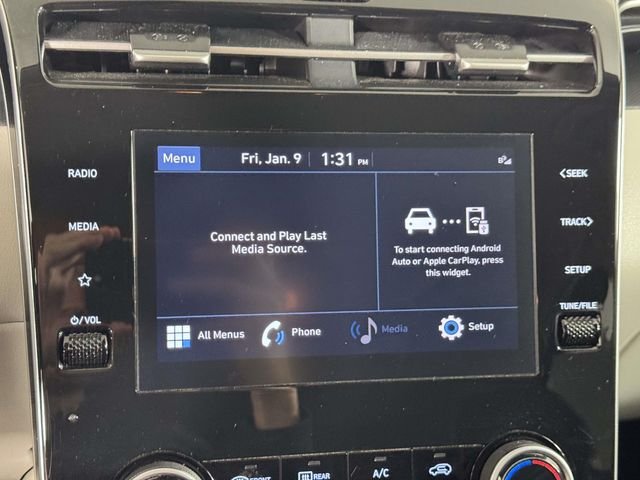 RADIO
MEDIA
⏻/VOL
Menu
Fri, Jan. 9
1:31 PM
Connect and Play Last
Media Source.
To start connecting Android
Auto or Apple CarPlay, press
this widget.
All Menus
Phone
Media
Setup
<SEEK
TRACK>
SETUP
TUNE/FILE
FRONT
REAR
A/C